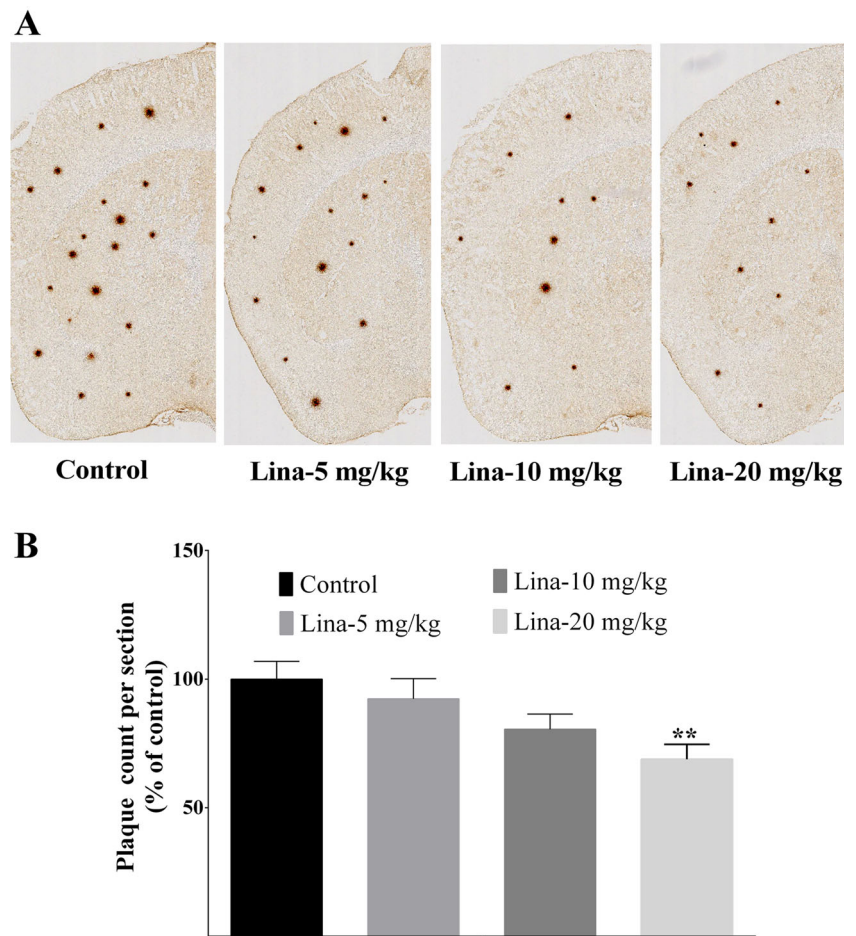 A
Control
Lina-5 mg/kg
Lina-10 mg/kg
Lina-20 mg/kg
B
Plaque count per section
(% of control)
150
100
50
Control
Lina-5 mg/kg
Lina-10 mg/kg
Lina-20 mg/kg
**